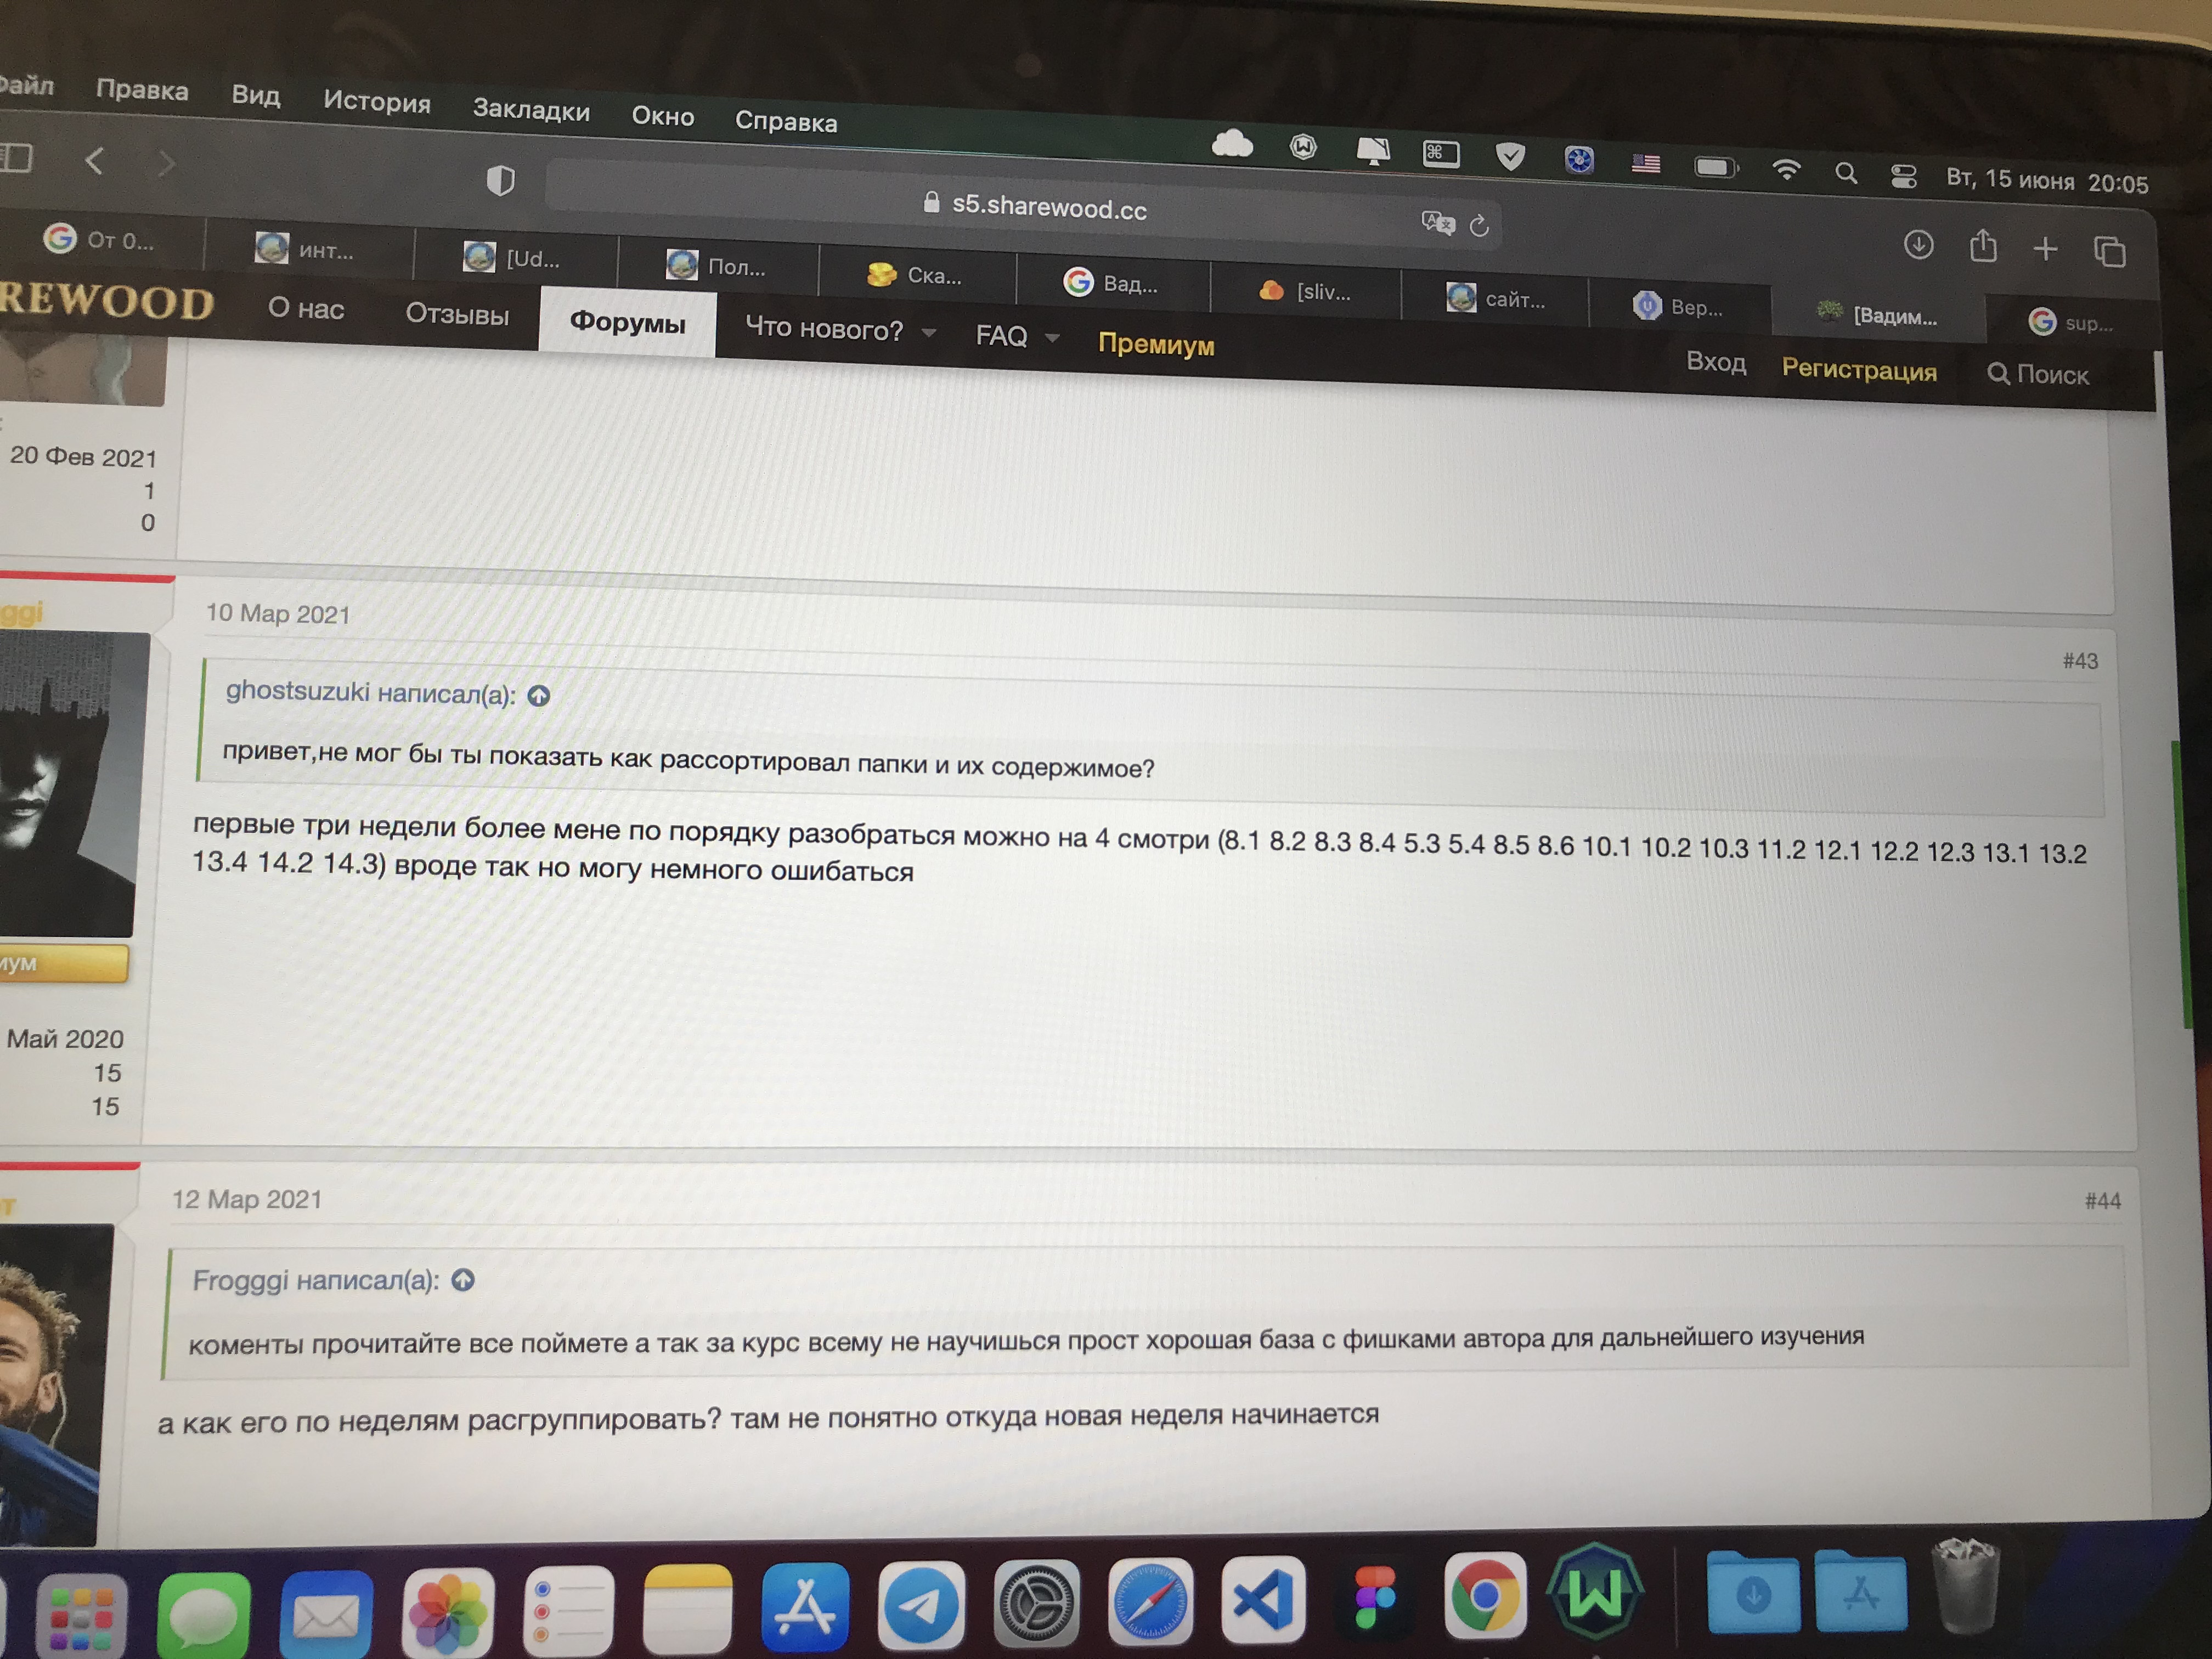 Файл Правка Вид История Закладки Окно Справка
Вт, 15 июня 20:05
s5.sharewood.cc
От 0... инт... [Ud... Пол... Ска... Вад... [sliv... сайт... Вер... [Вадим... sup...
REWOOD О нас Отзывы Форумы Что нового? FAQ Премиум Вход Регистрация Поиск
20 Фев 2021
1
0
ggi
10 Мар 2021
#43
ghostsuzuki написал(а):
привет,не мог бы ты показать как рассортировал папки и их содержимое?
первые три недели более мене по порядку разобраться можно на 4 смотри (8.1 8.2 8.3 8.4 5.3 5.4 8.5 8.6 10.1 10.2 10.3 11.2 12.1 12.2 12.3 13.1 13.2
13.4 14.2 14.3) вроде так но могу немного ошибаться
иум
Май 2020
15
15
т
12 Мар 2021
#44
Frogggi написал(а):
коменты прочитайте все поймете а так за курс всему не научишься прост хорошая база с фишками автора для дальнейшего изучения
а как его по неделям расгруппировать? там не понятно откуда новая неделя начинается